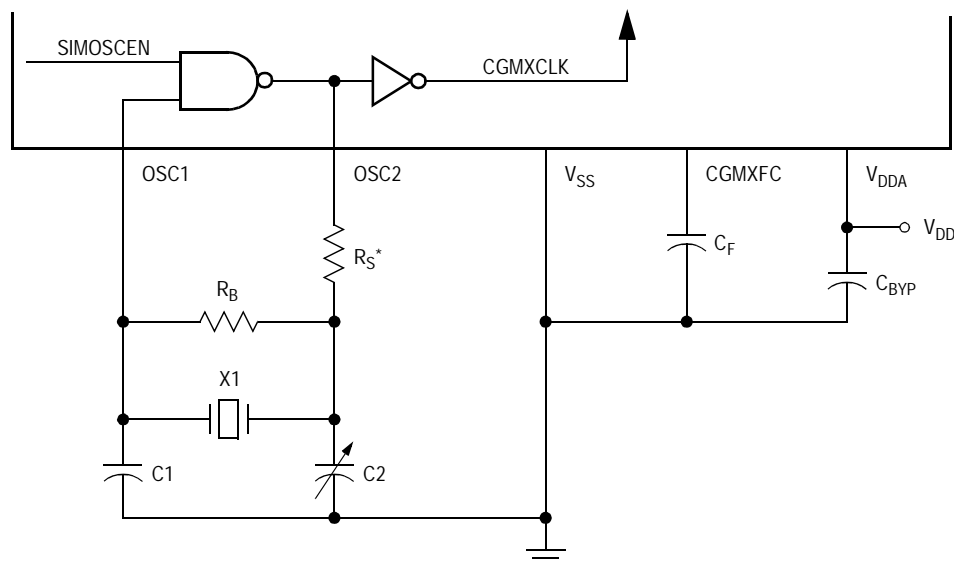 SIMOSCEN
CGMXCLK
OSC1
OSC2
VSS
CGMXFC
VDDA
VDD
RS*
CF
CBYP
RB
X1
C1
C2